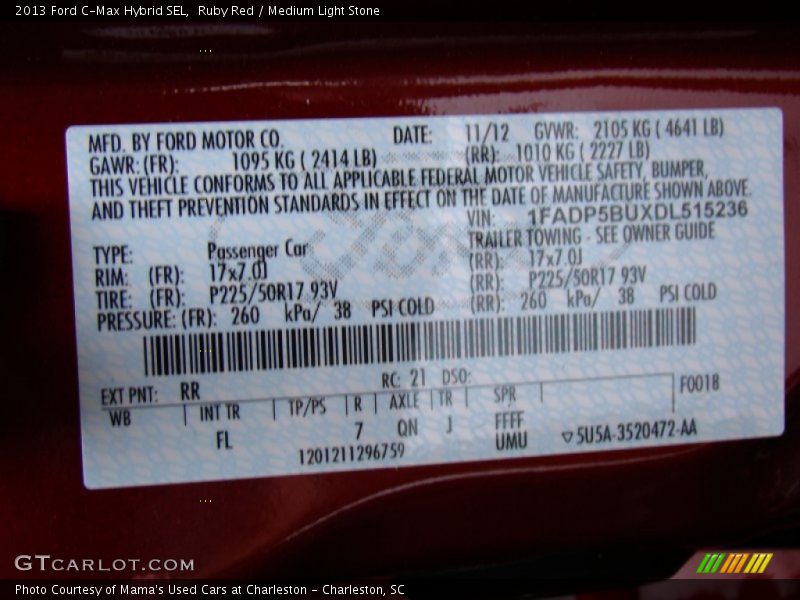 2013 Ford C-Max Hybrid SEL, Ruby Red / Medium Light Stone
MFD. BY FORD MOTOR CO. DATE: 11/12 GVWR: 2105 KG ( 4641 LB)
GAWR: (FR): 1095 KG ( 2414 LB) (RR): 1010 KG ( 2227 LB)
THIS VEHICLE CONFORMS TO ALL APPLICABLE FEDERAL MOTOR VEHICLE SAFETY, BUMPER,
AND THEFT PREVENTION STANDARDS IN EFFECT ON THE DATE OF MANUFACTURE SHOWN ABOVE.
VIN: 1FADP5BUXDL515236
TYPE: Passenger Car TRAILER TOWING - SEE OWNER GUIDE
RIM: (FR): 17x7.0J (RR): 17x7.0J
TIRE: (FR): P225/50R17 93V (RR): P225/50R17 93V
PRESSURE: (FR): 260 kPa/ 38 PSI COLD (RR): 260 kPa/ 38 PSI COLD
EXT PNT: RR RC: 21 DSO: F0018
WB INT TR TP/PS R AXLE TR SPR
FL 7 QN J FFFF
1201211296759 UMU 5U5A-3520472-AA
GTCARLOT.COM
Photo Courtesy of Mama's Used Cars at Charleston - Charleston, SC